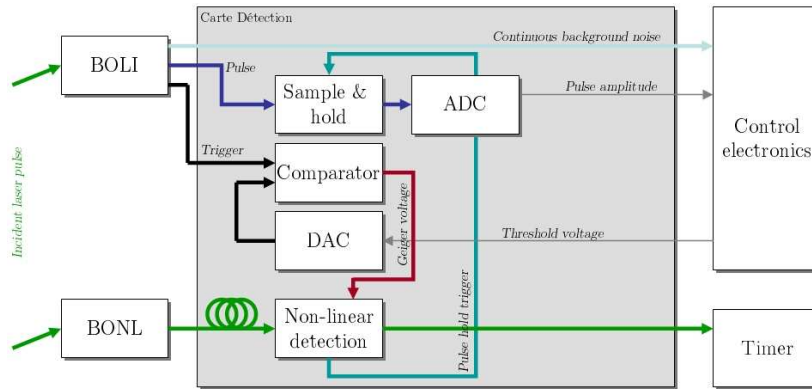 Carte Détection
Continuous background noise
BOLI
Pulse
Sample &
hold
ADC
Pulse amplitude
Control
electronics
Trigger
Comparator
Incident laser pulse
Geiger voltage
DAC
Threshold voltage
BONL
Non-linear
detection
Pulse hold trigger
Timer